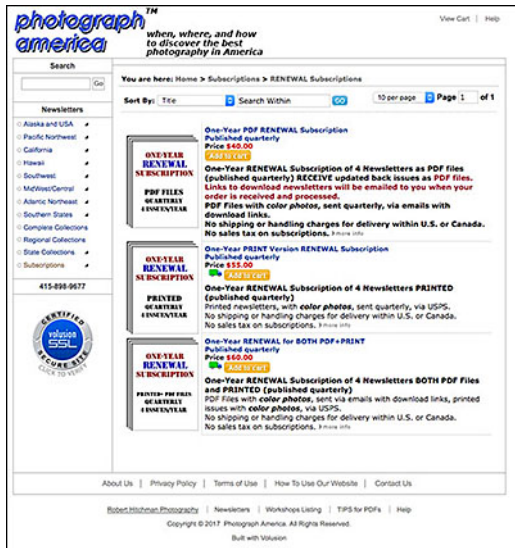 photograph america™
when, where, and how
to discover the best
photography in America
View Cart | Help
Search
Go
Newsletters
Alaska and USA
Pacific Northwest
California
Hawaii
Southwest
MidWest/Central
Atlantic Northeast
Southern States
Complete Collections
Regional Collections
State Collections
Subscriptions
415-898-9677
CERTIFIED
volusion
SSL
SECURE SITE
CLICK TO VERIFY
You are here: Home > Subscriptions > RENEWAL Subscriptions
Sort By: Title Search Within GO 10 per page Page 1 of 1
ONE-YEAR
RENEWAL
SUBSCRIPTION
PDF FILES
QUARTERLY
4 ISSUES/YEAR
One-Year PDF RENEWAL Subscription
Published quarterly
Price $40.00
Add to cart
One-Year RENEWAL Subscription of 4 Newsletters as PDF files
(published quarterly) RECEIVE updated back issues as PDF files.
Links to download newsletters will be emailed to you when your
order is received and processed.
PDF Files with color photos, sent quarterly, via emails with
download links.
No shipping or handling charges for delivery within U.S. or Canada.
No sales tax on subscriptions. more info
ONE-YEAR
RENEWAL
SUBSCRIPTION
PRINTED
QUARTERLY
4 ISSUES/YEAR
One-Year PRINT Version RENEWAL Subscription
Published quarterly
Price $55.00
Add to cart
One-Year RENEWAL Subscription of 4 Newsletters PRINTED
(published quarterly)
Printed newsletters, with color photos, sent quarterly, via USPS.
No shipping or handling charges for delivery within U.S. or Canada.
No sales tax on subscriptions. more info
ONE-YEAR
RENEWAL
SUBSCRIPTION
PRINTED+ PDF FILES
QUARTERLY
4 ISSUES/YEAR
One-Year RENEWAL for BOTH PDF+PRINT
Published quarterly
Price $60.00
Add to cart
One-Year RENEWAL Subscription of 4 Newsletters BOTH PDF Files
and PRINTED (published quarterly)
PDF Files with color photos, sent via emails with download links, printed
issues with color photos, via USPS.
No shipping or handling charges for delivery within U.S. or Canada.
No sales tax on subscriptions. more info
About Us | Privacy Policy | Terms of Use | How To Use Our Website | Contact Us
Robert Hitchman Photography | Newsletters | Workshops Listing | TIPS for PDFs | Help
Copyright © 2017 Photograph America. All Rights Reserved.
Built with Volusion